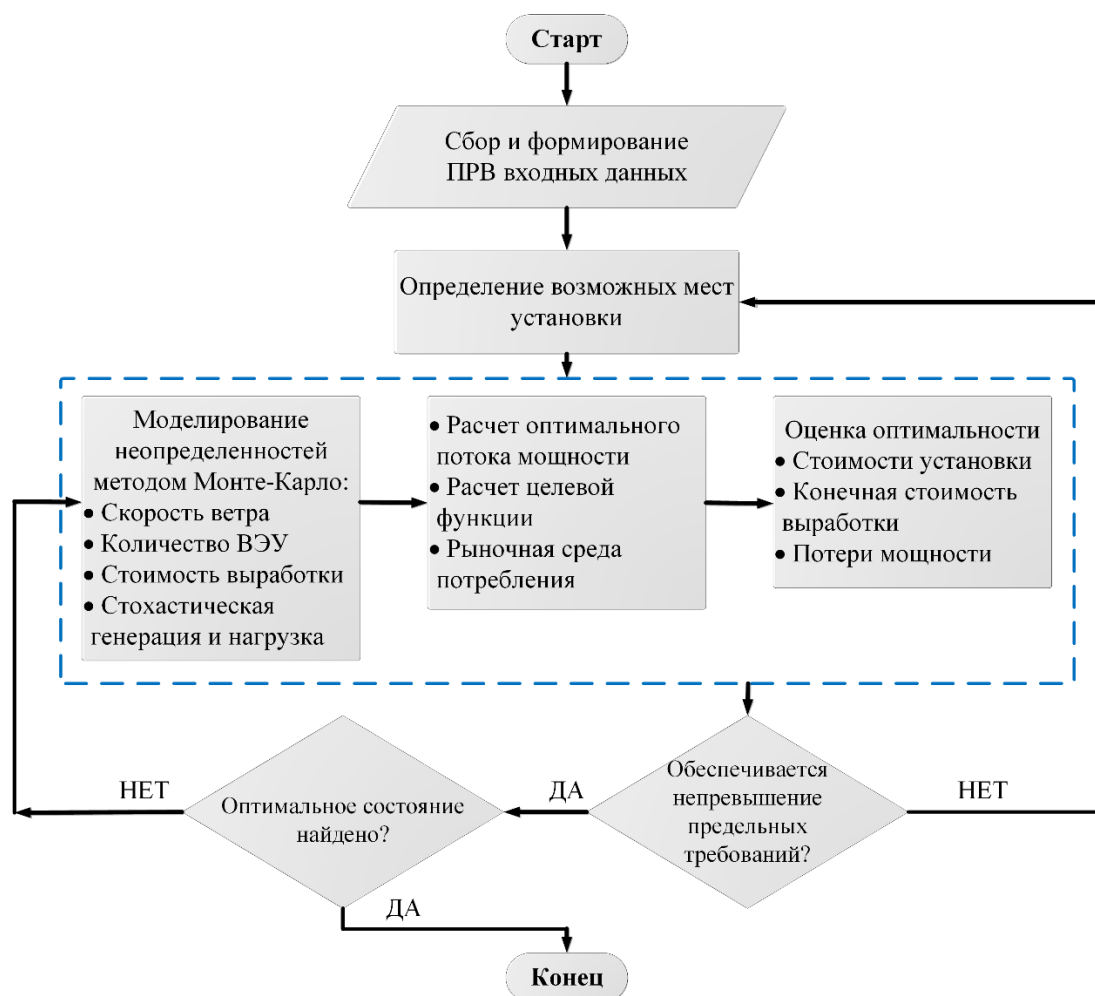 Старт
Сбор и формирование
ПРВ входных данных
Определение возможных мест
установки
Моделирование
неопределенностей
методом Монте-Карло:
• Скорость ветра
• Количество ВЭУ
• Стоимость выработки
• Стохастическая
генерация и нагрузка
• Расчет оптимального
потока мощности
• Расчет целевой
функции
• Рыночная среда
потребления
Оценка оптимальности
• Стоимости установки
• Конечная стоимость
выработки
• Потери мощности
Обеспечивается
непревышение
предельных
требований?
НЕТ
ДА
Оптимальное состояние
найдено?
НЕТ
ДА
Конец